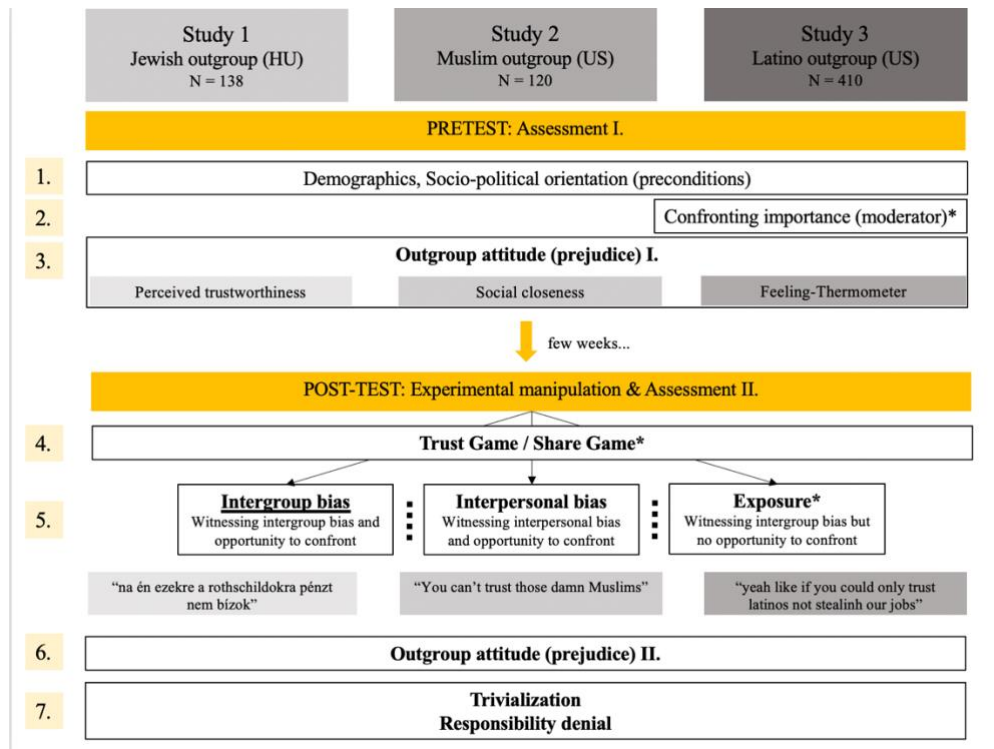 Study 1
Jewish outgroup (HU)
N = 138
Study 2
Muslim outgroup (US)
N = 120
Study 3
Latino outgroup (US)
N = 410
PRETEST: Assessment I.
1.
Demographics, Socio-political orientation (preconditions)
2.
Confronting importance (moderator)*
3.
Outgroup attitude (prejudice) I.
Perceived trustworthiness
Social closeness
Feeling-Thermometer
few weeks...
POST-TEST: Experimental manipulation & Assessment II.
4.
Trust Game / Share Game*
5.
Intergroup bias
Witnessing intergroup bias and
opportunity to confront
Interpersonal bias
Witnessing interpersonal bias
and opportunity to confront
Exposure*
Witnessing intergroup bias but
no opportunity to confront
“na én ezekre a rothschildokra pénzt
nem bízok”
“You can’t trust those damn Muslims”
“yeah like if you could only trust
latinos not stealinh our jobs”
6.
Outgroup attitude (prejudice) II.
7.
Trivialization
Responsibility denial